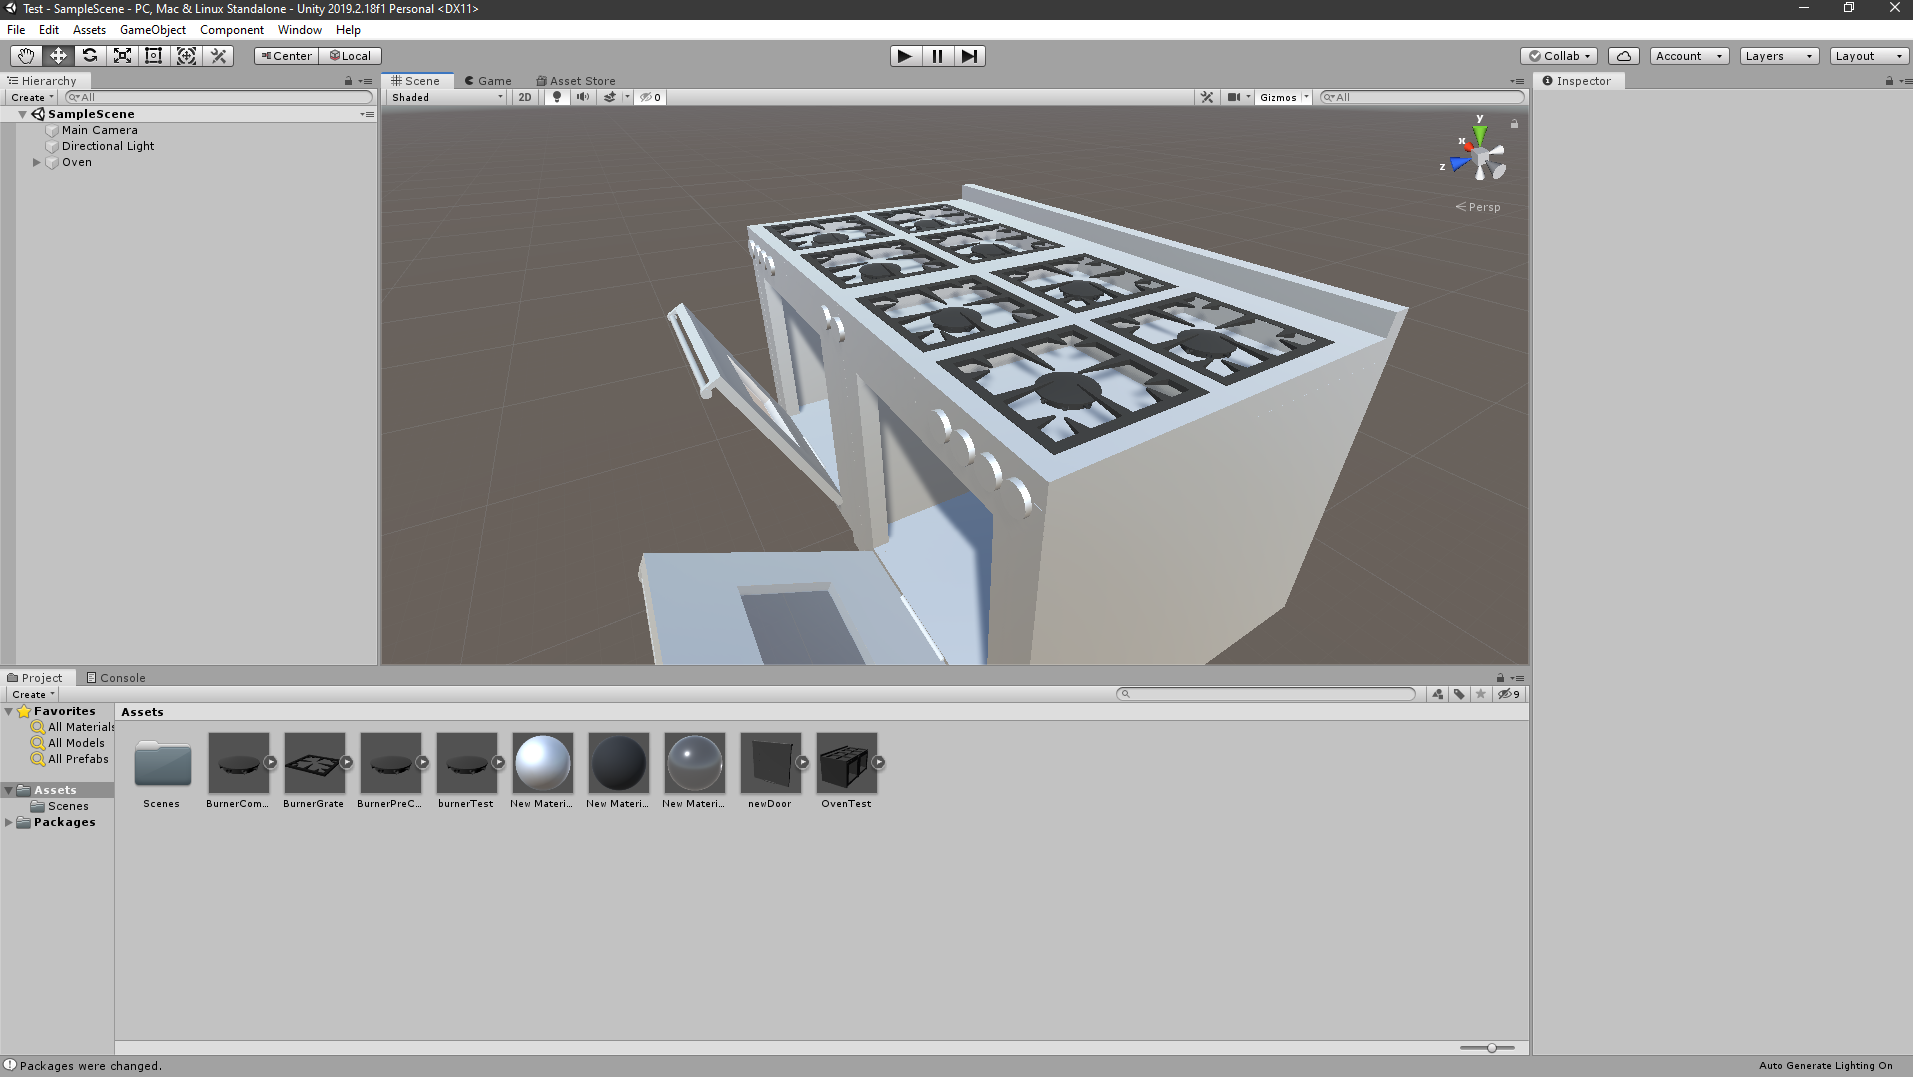 Test - SampleScene - PC, Mac & Linux Standalone - Unity 2019.2.18f1 Personal <DX11>
File Edit Assets GameObject Component Window Help
Center Local Collab Account Layers Layout
Hierarchy
Create All
SampleScene
Main Camera
Directional Light
Oven
Scene Game Asset Store
Shaded 2D 0 Gizmos All
y
x
z
Persp
Inspector
Project Console
Create 9
Favorites
All Materials
All Models
All Prefabs
Assets
Scenes
Packages
Assets
Scenes BurnerCom... BurnerGrate BurnerPreC... burnerTest New Materi... New Materi... New Materi... newDoor OvenTest
Packages were changed.
Auto Generate Lighting On